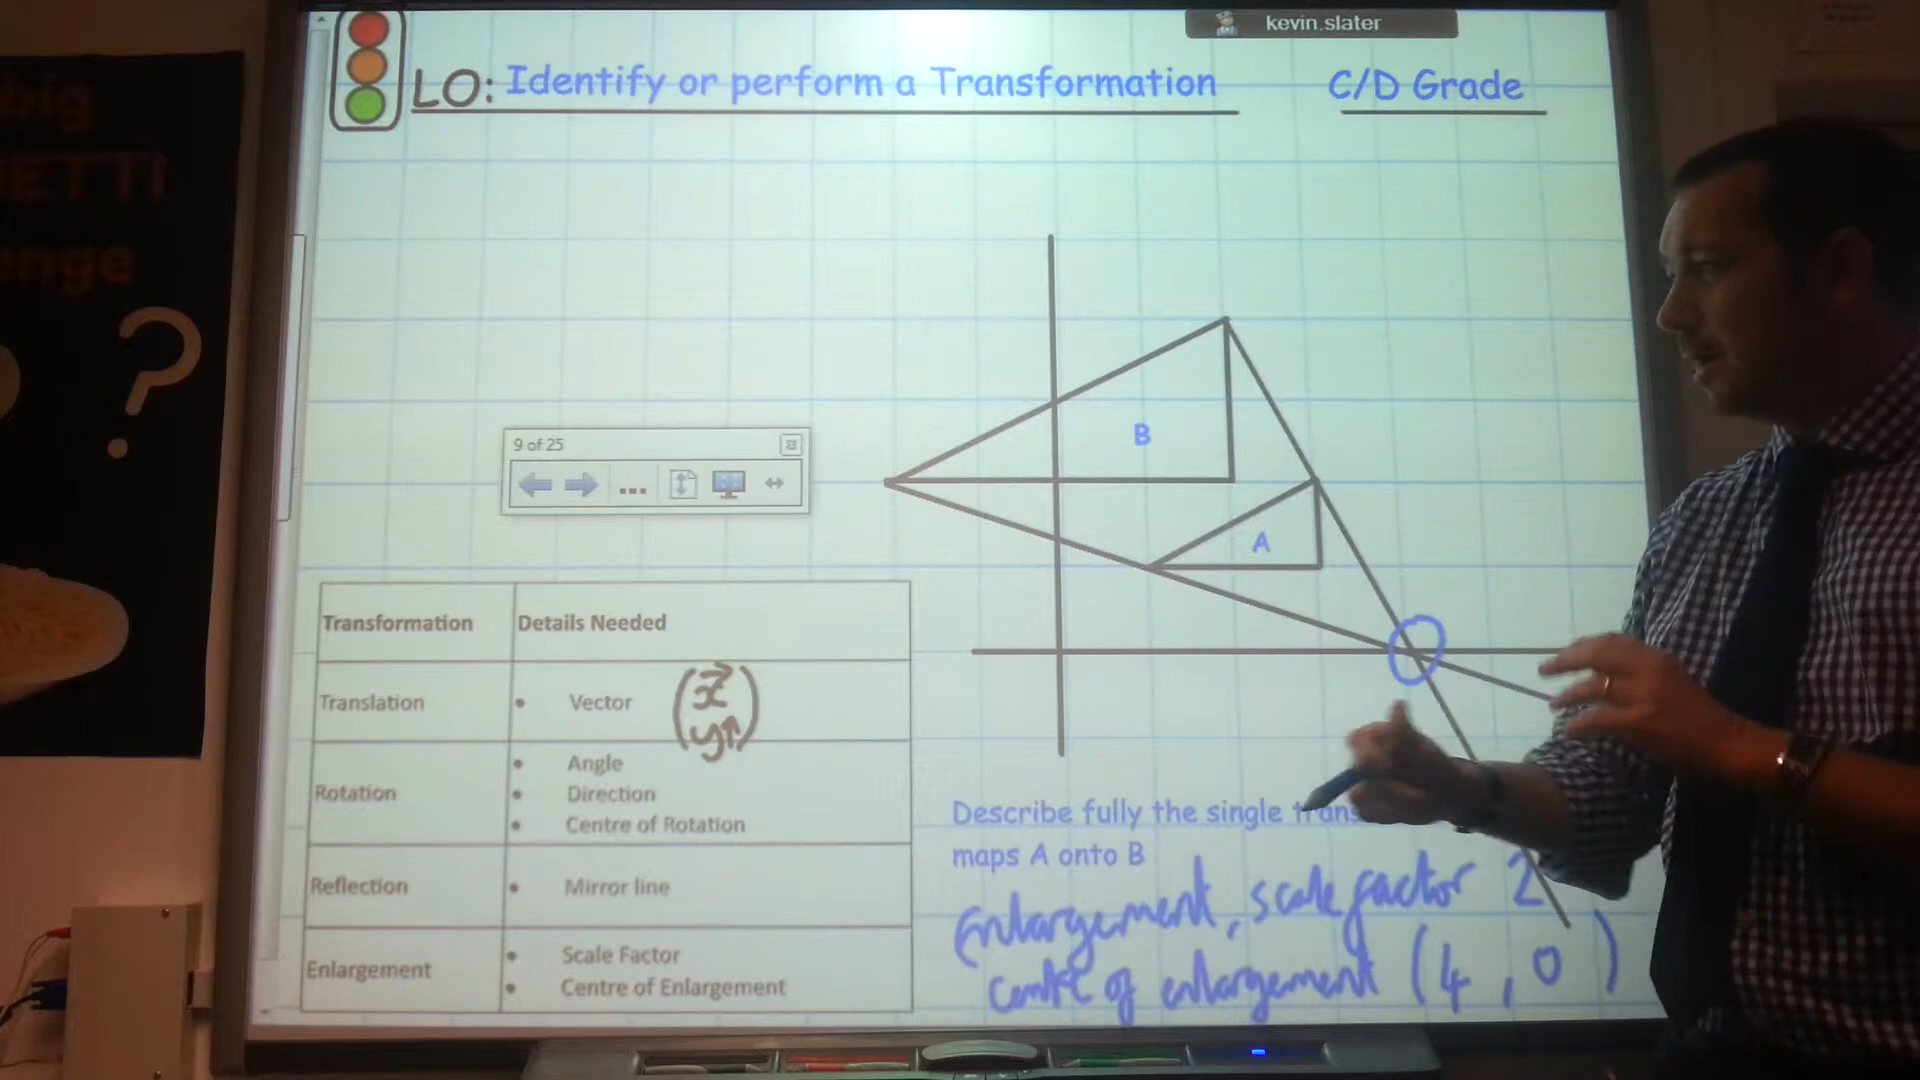 kevin.slater
LO: Identify or perform a Transformation
C/D Grade
big
?
9 of 25
B
A
Transformation Details Needed
Translation • Vector (x y)
Rotation • Angle
• Direction
• Centre of Rotation
Reflection • Mirror line
Enlargement • Scale Factor
• Centre of Enlargement
Describe fully the single
maps A onto B
Enlargement, scale factor 2
centre of enlargement (4, 0)